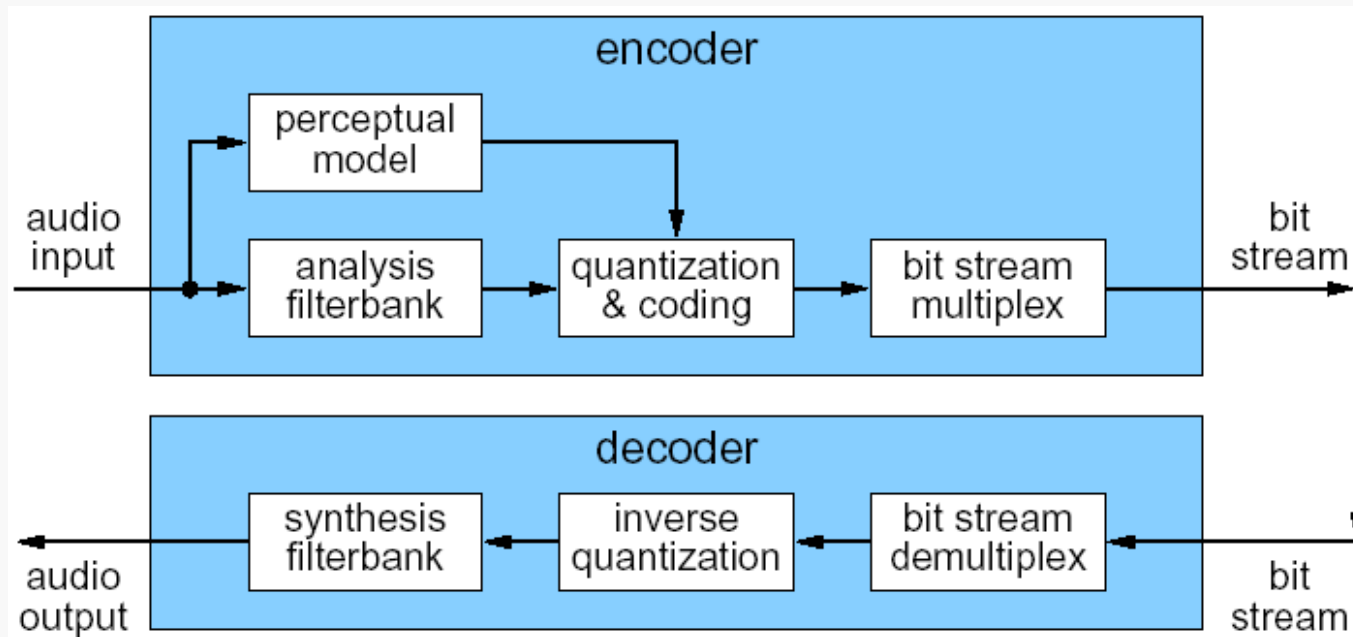 encoder
perceptual
model
audio
input
analysis
filterbank
quantization
& coding
bit stream
multiplex
bit
stream
decoder
synthesis
filterbank
inverse
quantization
bit stream
demultiplex
audio
output
bit
stream